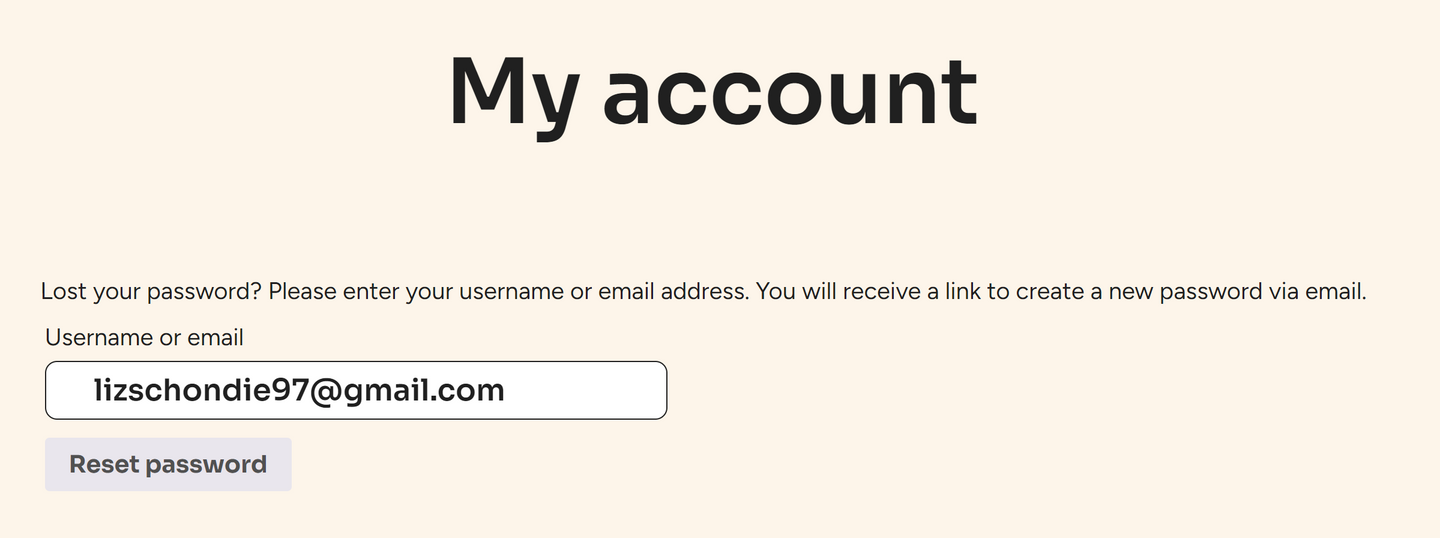 My account
Lost your password? Please enter your username or email address. You will receive a link to create a new password via email.
Username or email
lizschondie97@gmail.com
Reset password